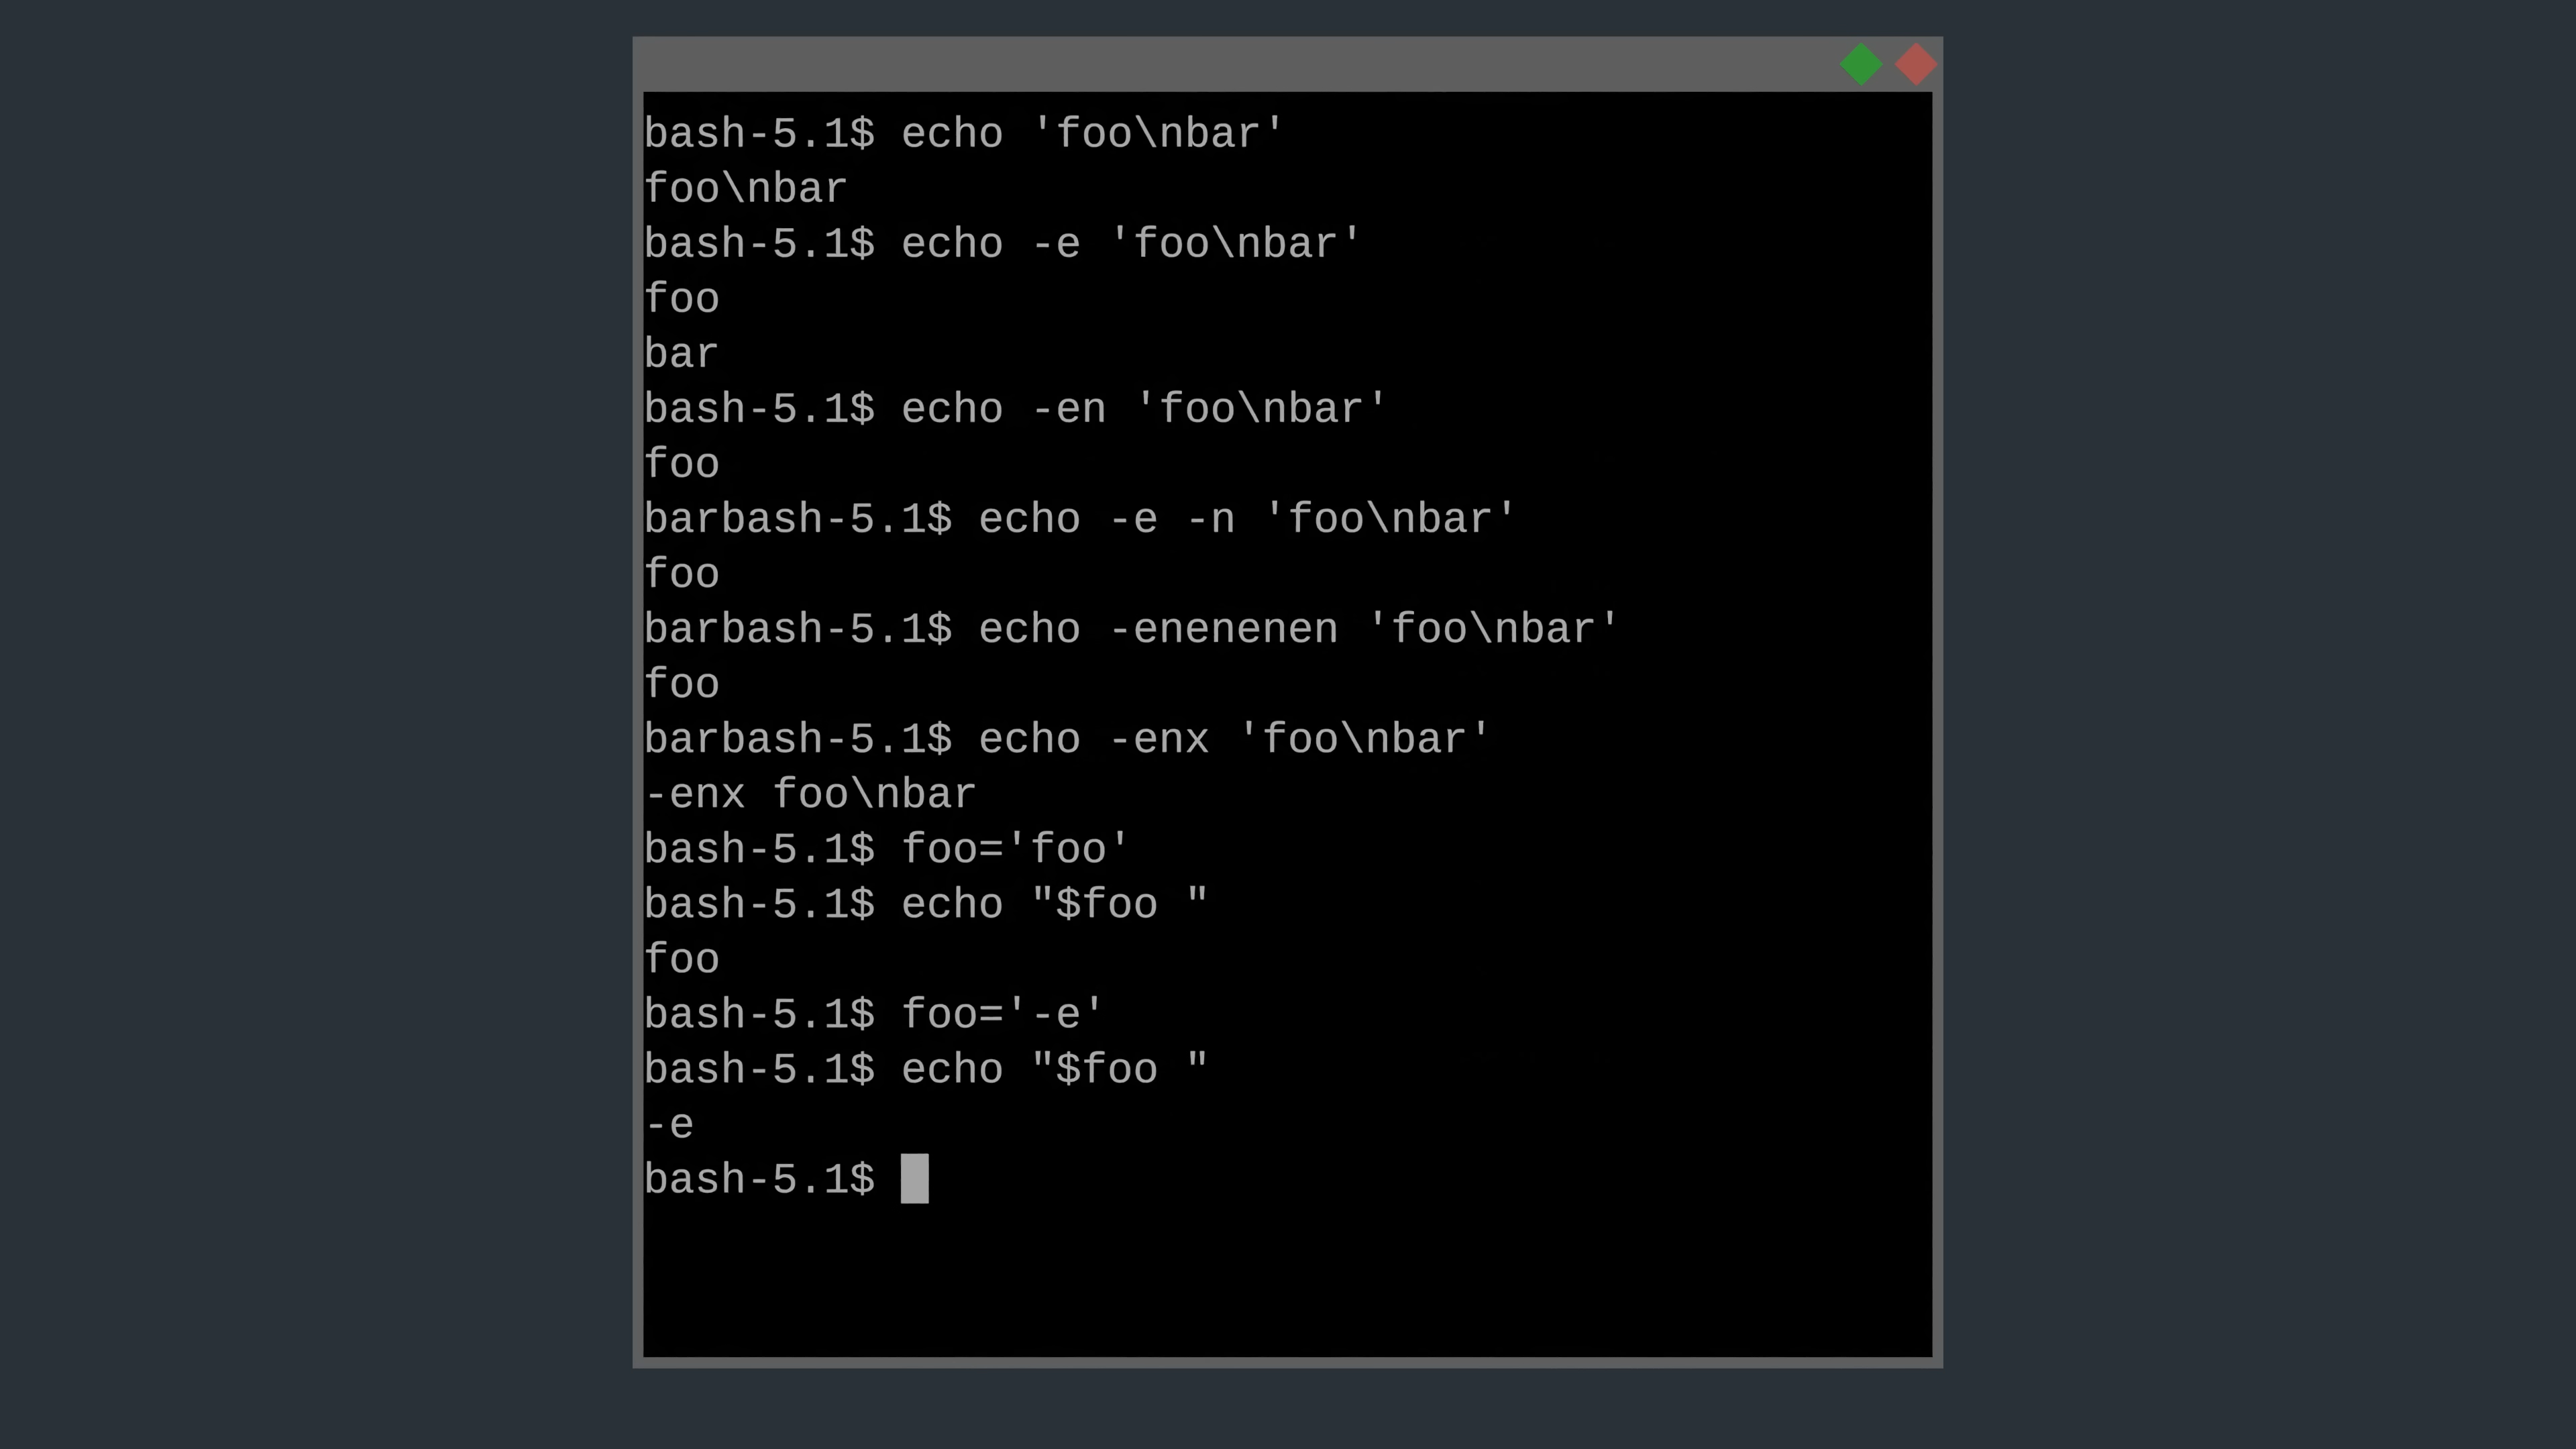 bash-5.1$ echo 'foo\nbar'
foo\nbar
bash-5.1$ echo -e 'foo\nbar'
foo
bar
bash-5.1$ echo -en 'foo\nbar'
foo
barbash-5.1$ echo -e -n 'foo\nbar'
foo
barbash-5.1$ echo -enenenen 'foo\nbar'
foo
barbash-5.1$ echo -enx 'foo\nbar'
-enx foo\nbar
bash-5.1$ foo='foo'
bash-5.1$ echo "$foo "
foo
bash-5.1$ foo='-e'
bash-5.1$ echo "$foo "
-e
bash-5.1$